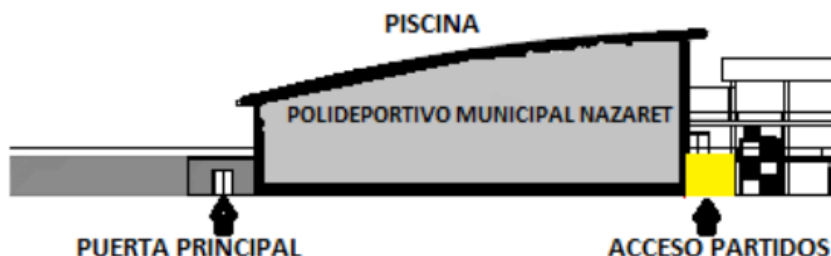 PISCINA
POLIDEPORTIVO MUNICIPAL NAZARET
PUERTA PRINCIPAL
ACCESO PARTIDOS